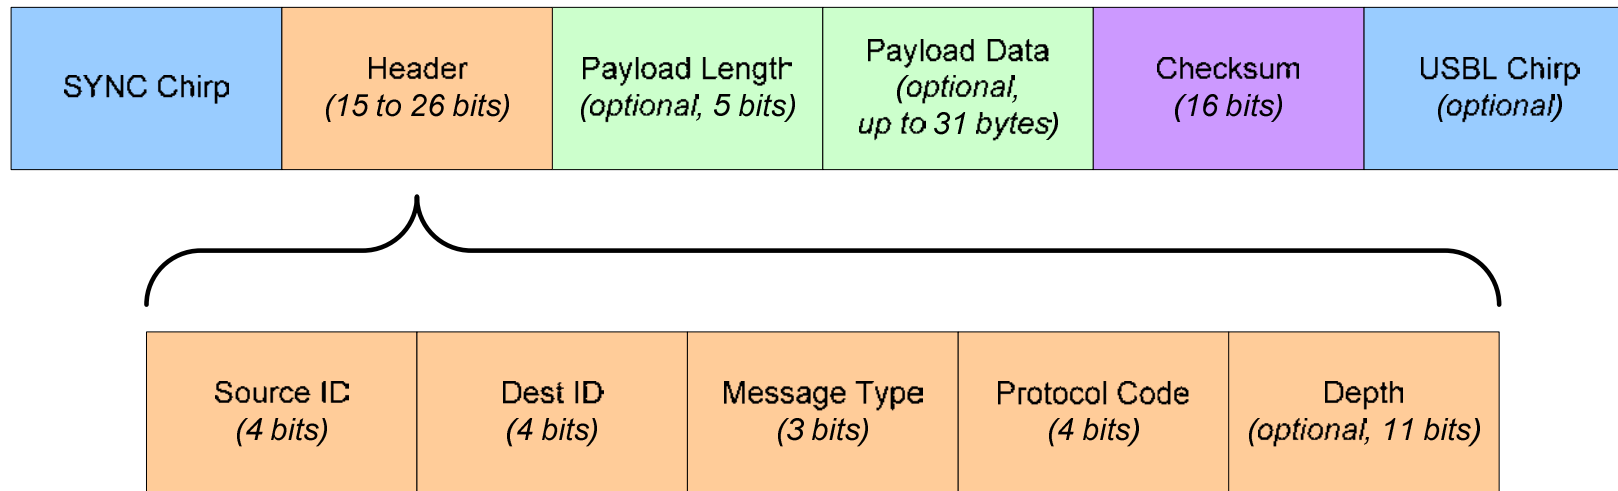 SYNC Chirp
Header
(15 to 26 bits)
Payload Length
(optional, 5 bits)
Payload Data
(optional,
up to 31 bytes)
Checksum
(16 bits)
USBL Chirp
(optional)
Source ID
(4 bits)
Dest ID
(4 bits)
Message Type
(3 bits)
Protocol Code
(4 bits)
Depth
(optional, 11 bits)